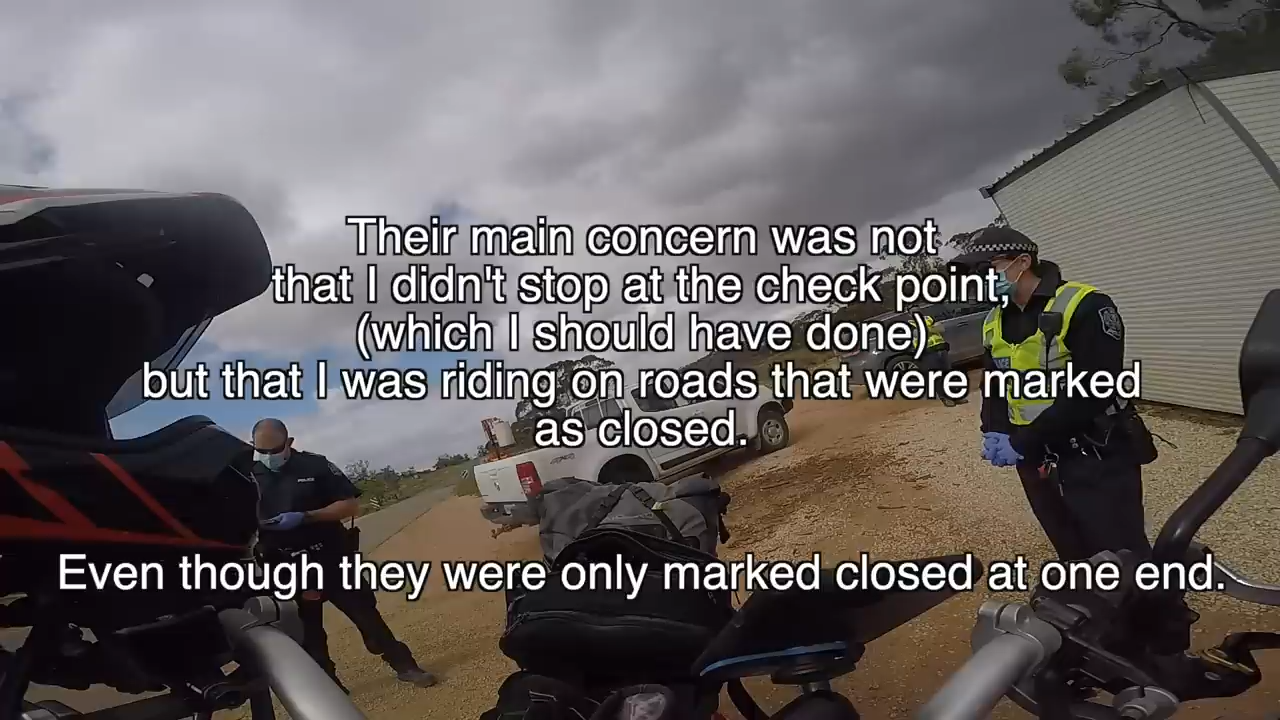 Their main concern was not
that I didn't stop at the check point,
(which I should have done)
but that I was riding on roads that were marked
as closed.
POLICE
Even though they were only marked closed at one end.